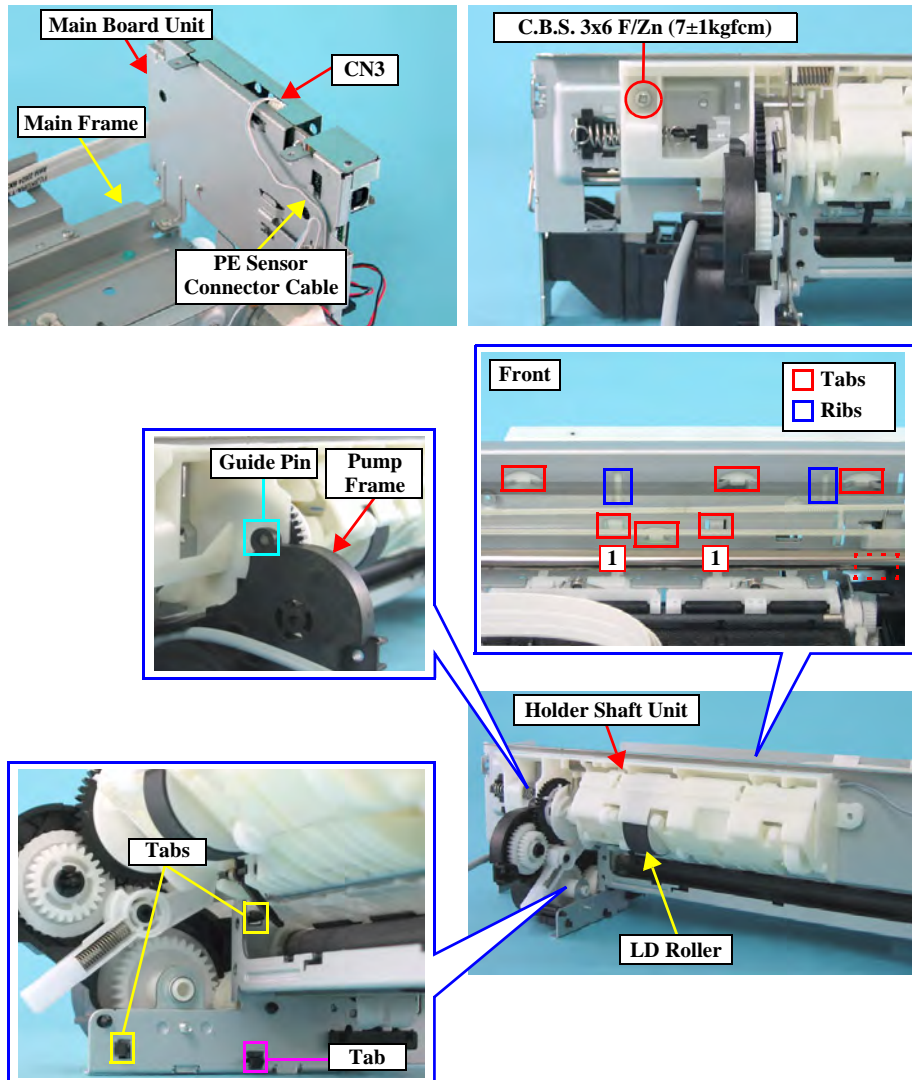 Main Board Unit
CN3
Main Frame
PE Sensor
Connector Cable
C.B.S. 3x6 F/Zn (7±1kgfcm)
Front
Tabs
Ribs
1
1
Guide Pin
Pump
Frame
Holder Shaft Unit
LD Roller
Tabs
Tab